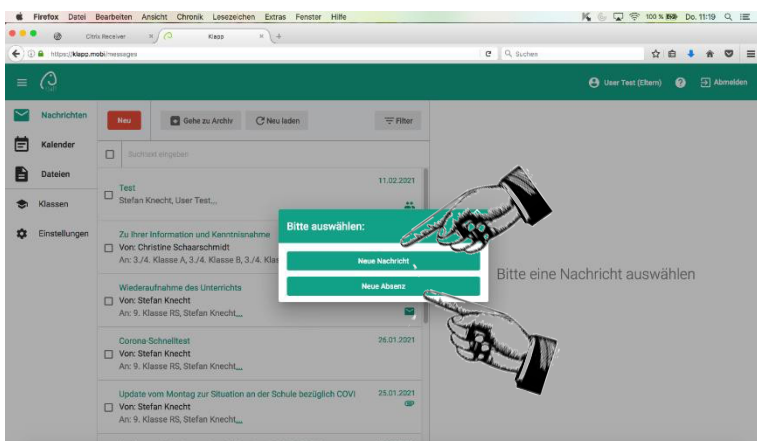 Firefox Datei Bearbeiten Ansicht Chronik Lesezeichen Extras Fenster Hilfe
100 % Do. 11:19
Citrix Receiver
Klapp
https://klapp.mobi/messages
Suchen
User Test (Eltern)
Abmelden
Nachrichten
Kalender
Dateien
Klassen
Einstellungen
Neu
Gehe zu Archiv
Neu laden
Filter
Suchtext eingeben
Test 11.02.2021
Stefan Knecht, User Test,...
Zu Ihrer Information und Kenntnisnahme
Von: Christine Schaarschmidt
An: 3./4. Klasse A, 3./4. Klasse B, 3./4. Klas
Wiederaufnahme des Unterrichts
Von: Stefan Knecht
An: 9. Klasse RS, Stefan Knecht,...
Corona-Schnelltest 26.01.2021
Von: Stefan Knecht
An: 9. Klasse RS, Stefan Knecht,...
Update vom Montag zur Situation an der Schule bezüglich COVI 25.01.2021
Von: Stefan Knecht
An: 9. Klasse RS, Stefan Knecht,...
Bitte auswählen:
Neue Nachricht
Neue Absenz
Bitte eine Nachricht auswählen